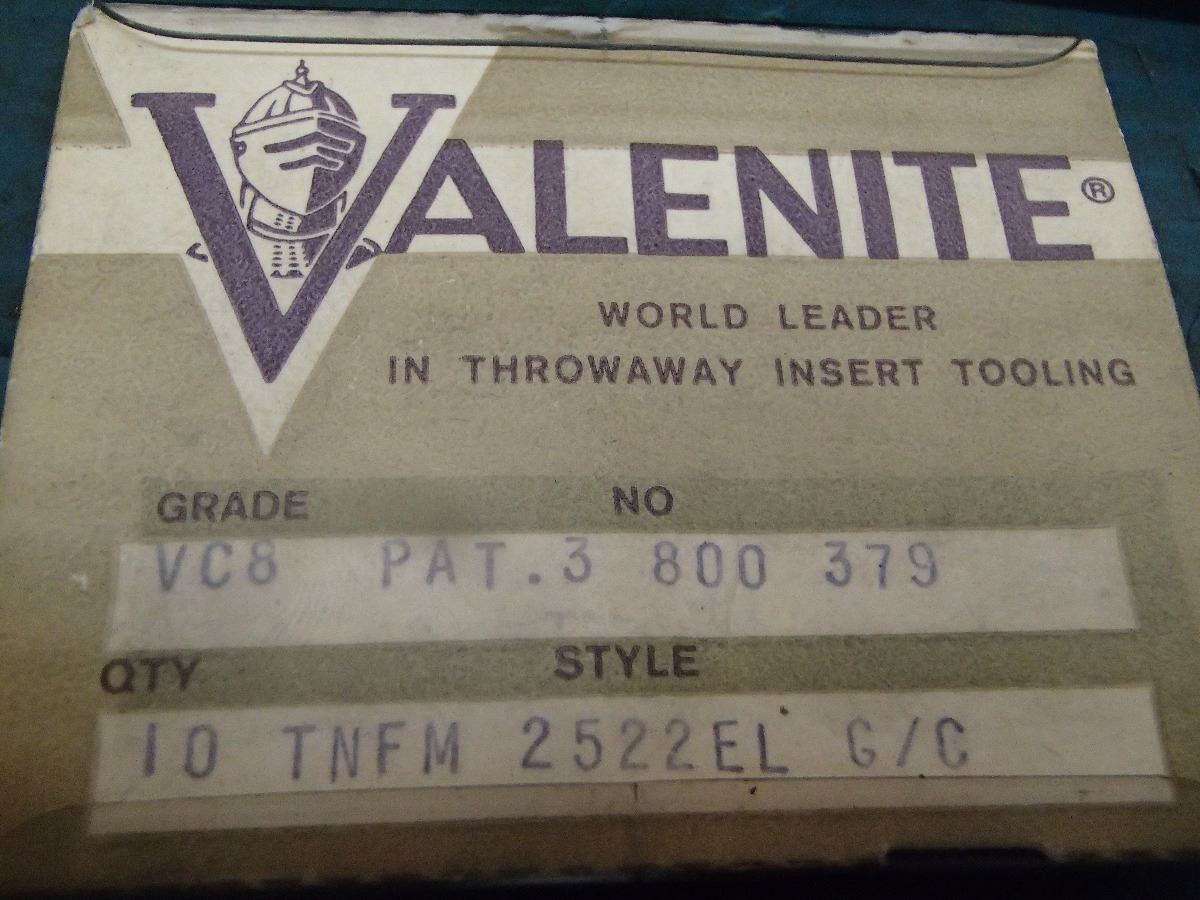 VALENITE®
WORLD LEADER
IN THROWAWAY INSERT TOOLING
GRADE NO
VC8 PAT.3 800 379
QTY STYLE
10 TNFM 2522EL G/C